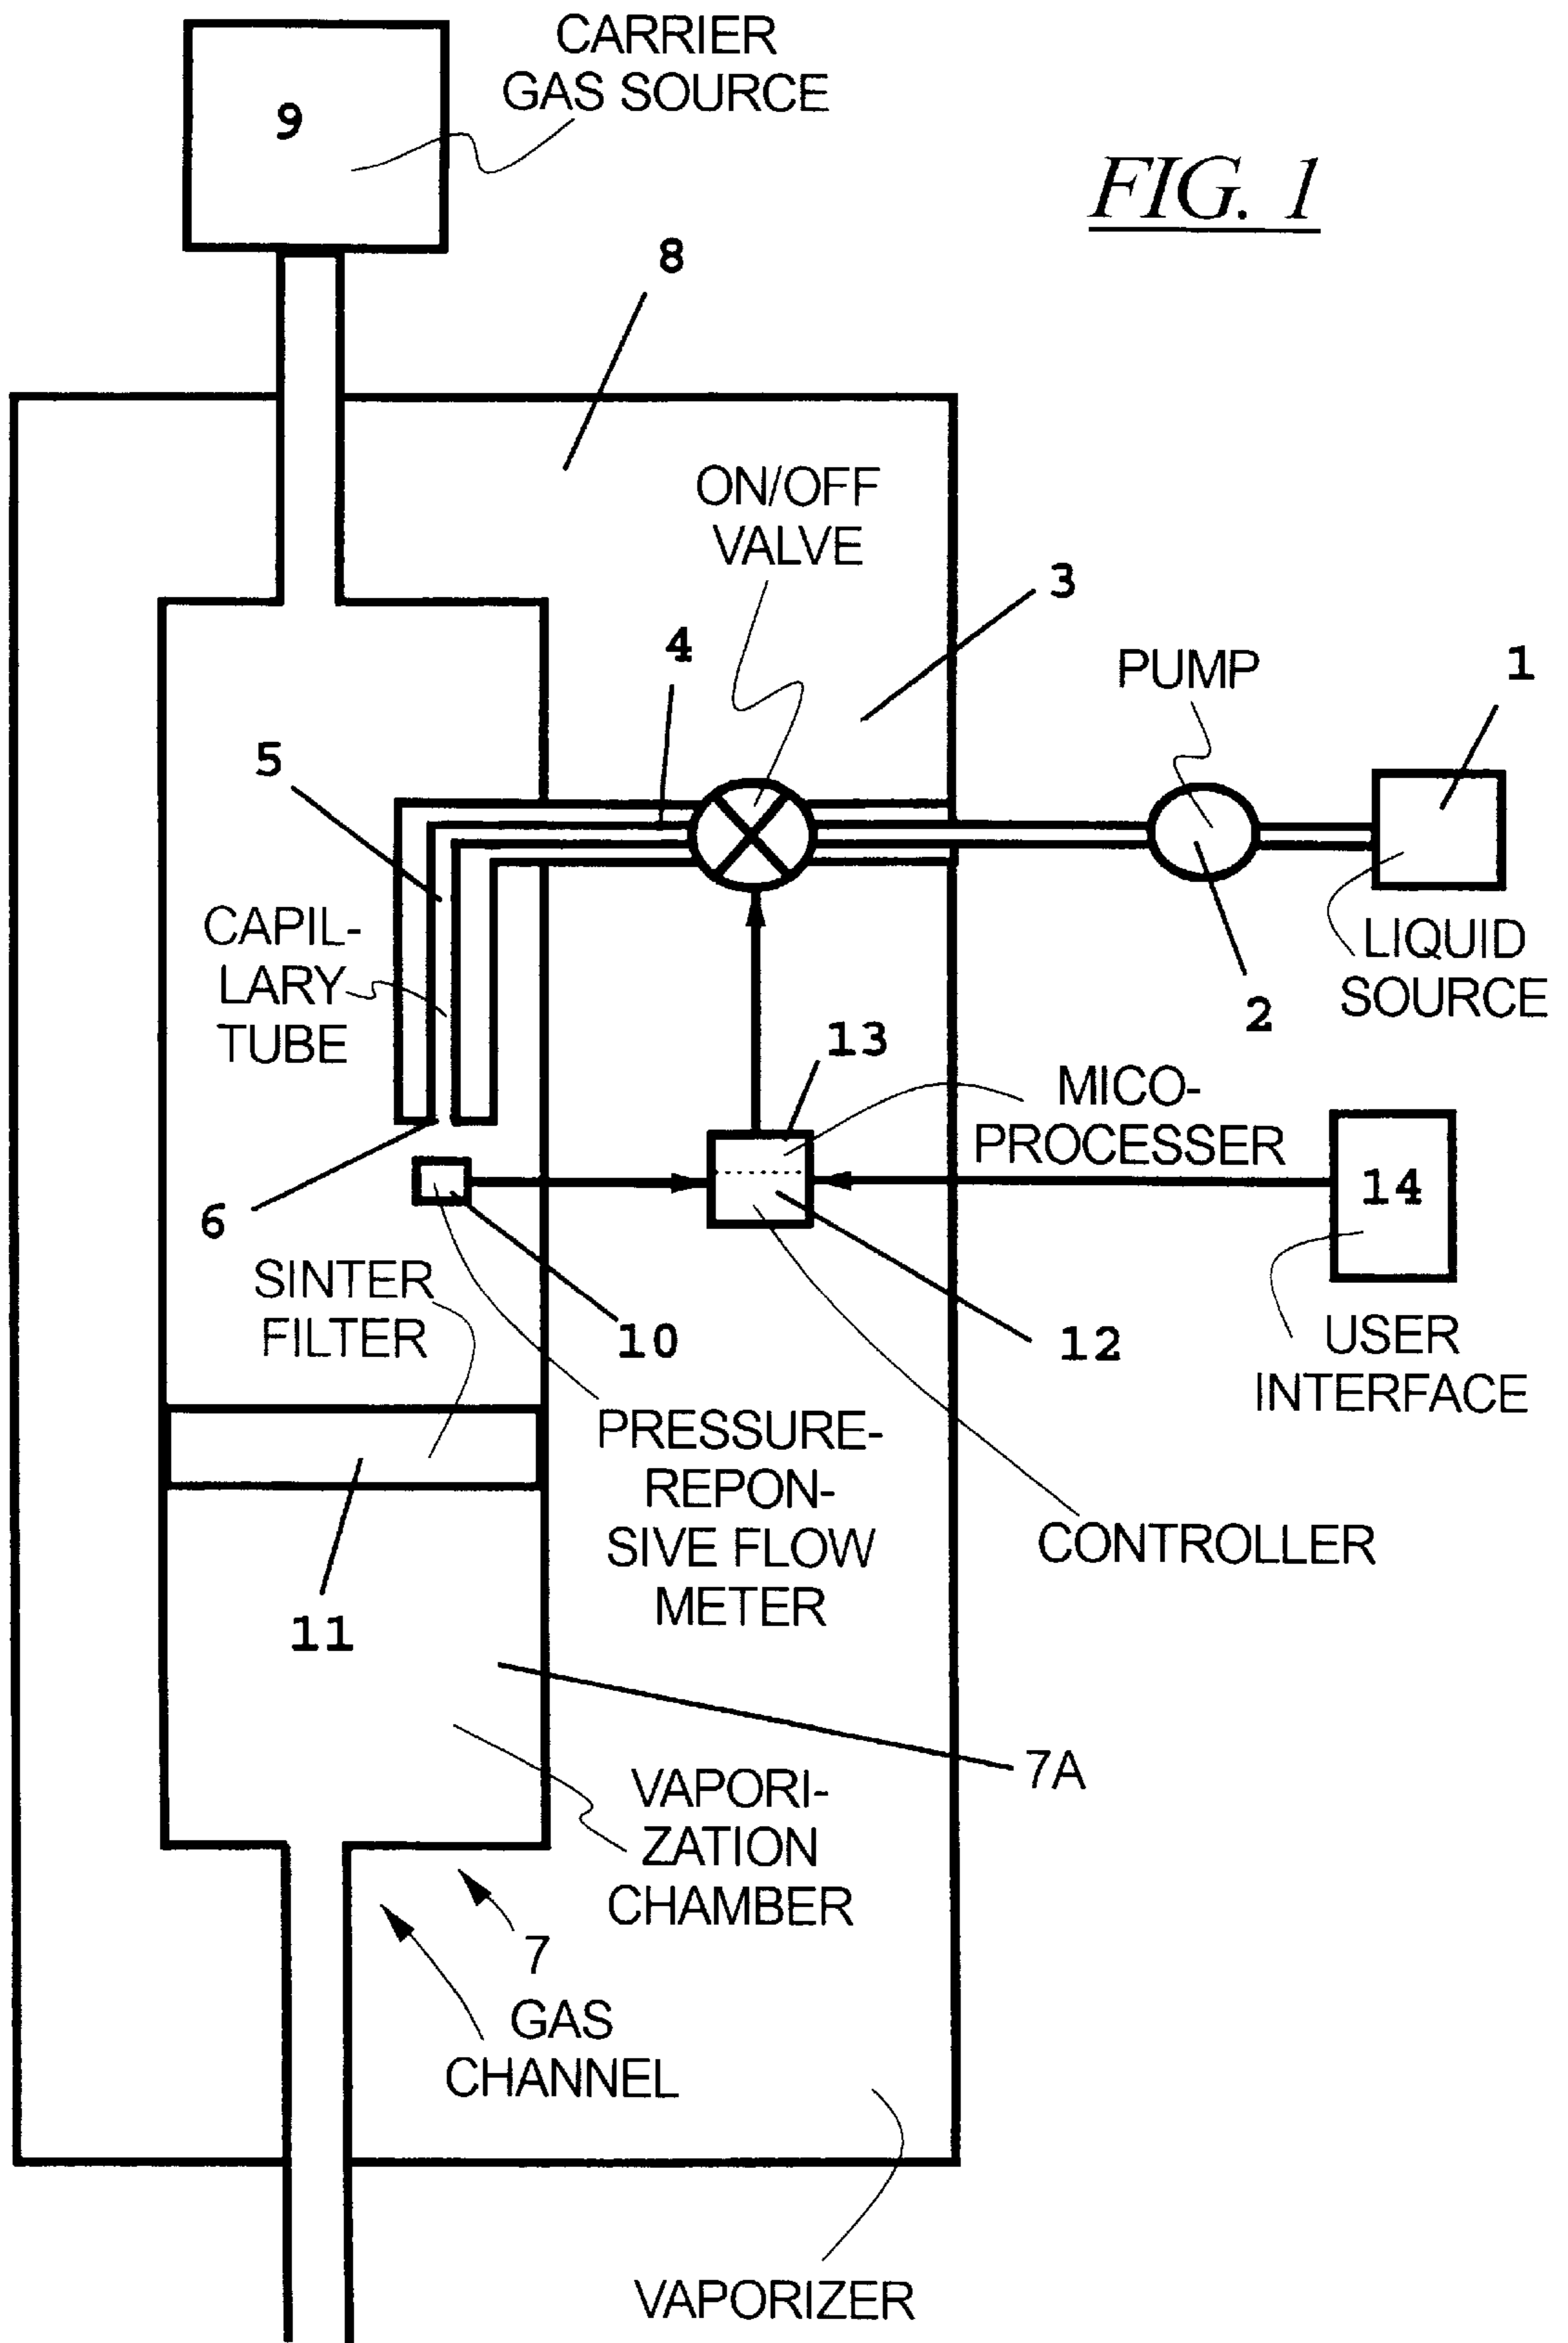 CARRIER
GAS SOURCE
9
FIG. 1
8
ON/OFF
VALVE
3
4
PUMP
1
5
CAPIL-
LARY
TUBE
LIQUID
SOURCE
2
13
MICO-
PROCESSER
14
6
10
12
SINTER
FILTER
USER
INTERFACE
PRESSURE-
REPON-
SIVE FLOW
METER
CONTROLLER
11
7A
VAPORI-
ZATION
CHAMBER
7
GAS
CHANNEL
VAPORIZER